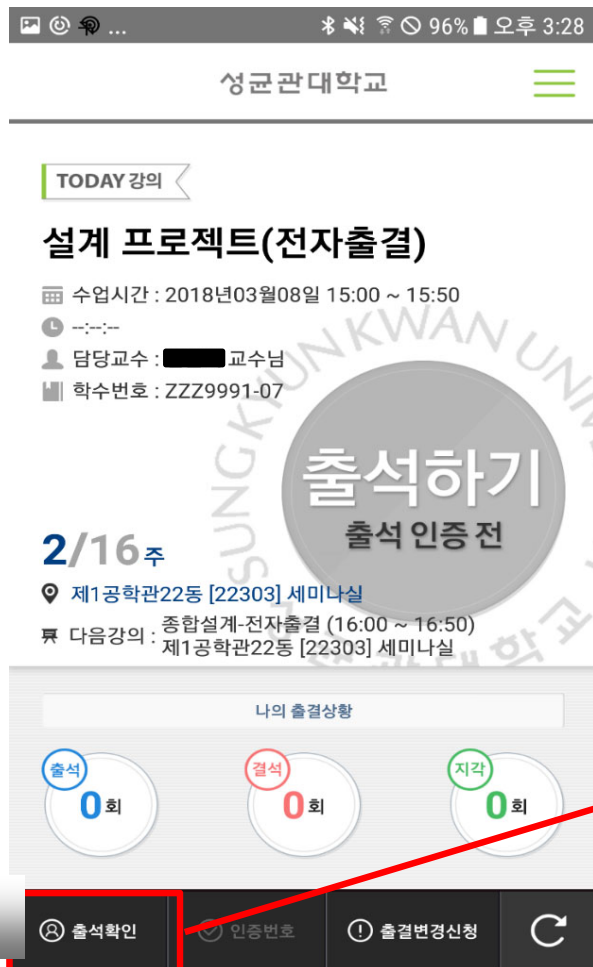 ... 96% 오후 3:28
성균관대학교
TODAY 강의
설계 프로젝트(전자출결)
수업시간 : 2018년03월08일 15:00 ~ 15:50
--:--:--
담당교수 : 교수님
학수번호 : ZZZ9991-07
SUNGKYUNKWAN UNI
출석하기
출석 인증 전
2/16주
제1공학관22동 [22303] 세미나실
다음강의 : 종합설계-전자출결 (16:00 ~ 16:50)
제1공학관22동 [22303] 세미나실
나의 출결상황
출석 결석 지각
0회 0회 0회
출석확인 인증번호 출결변경신청